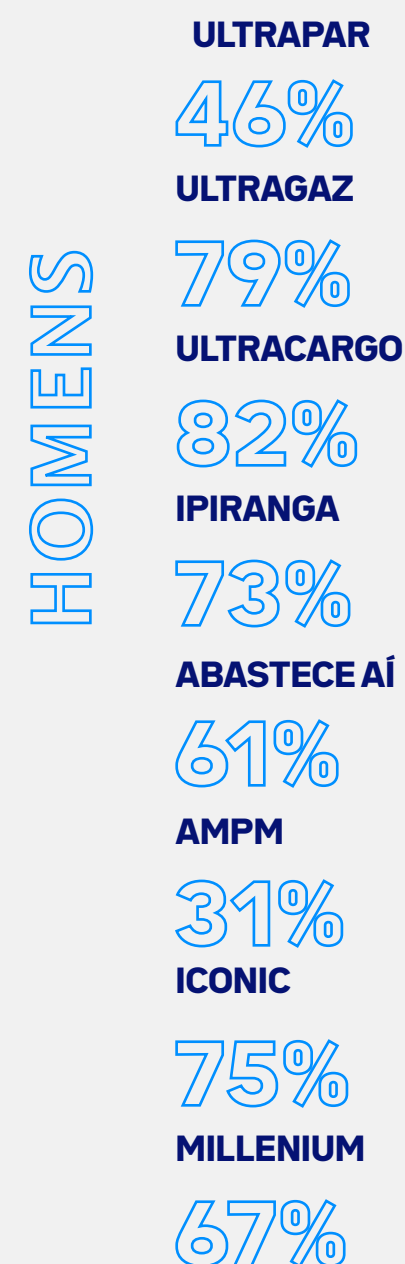 HOMENS
ULTRAPAR
46%
ULTRAGAZ
79%
ULTRACARGO
82%
IPIRANGA
73%
ABASTECE AÍ
61%
AMPM
31%
ICONIC
75%
MILLENIUM
67%